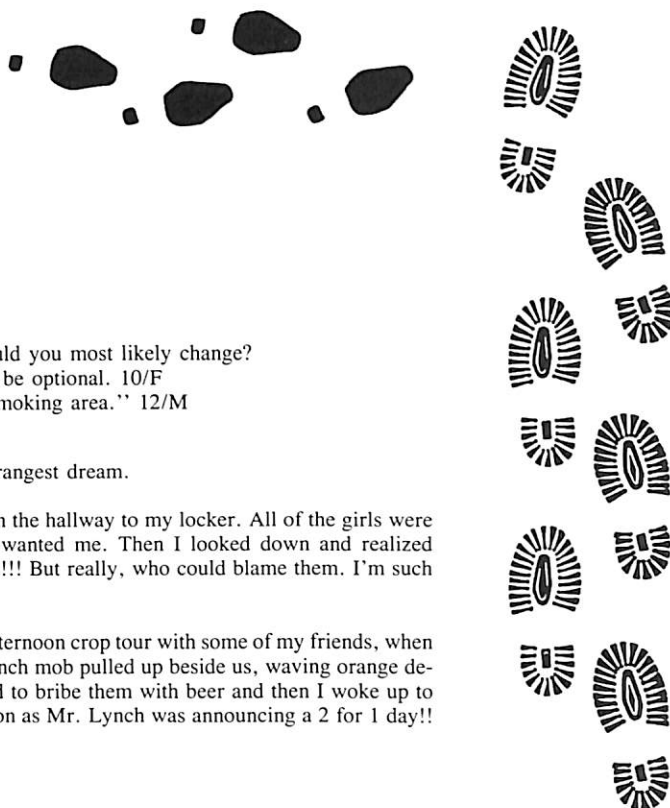 uld you most likely change?
be optional. 10/F
moking area.'' 12/M
rangest dream.
n the hallway to my locker. All of the girls were
wanted me. Then I looked down and realized
!!! But really, who could blame them. I'm such
fternoon crop tour with some of my friends, when
nch mob pulled up beside us, waving orange de-
d to bribe them with beer and then I woke up to
on as Mr. Lynch was announcing a 2 for 1 day!!